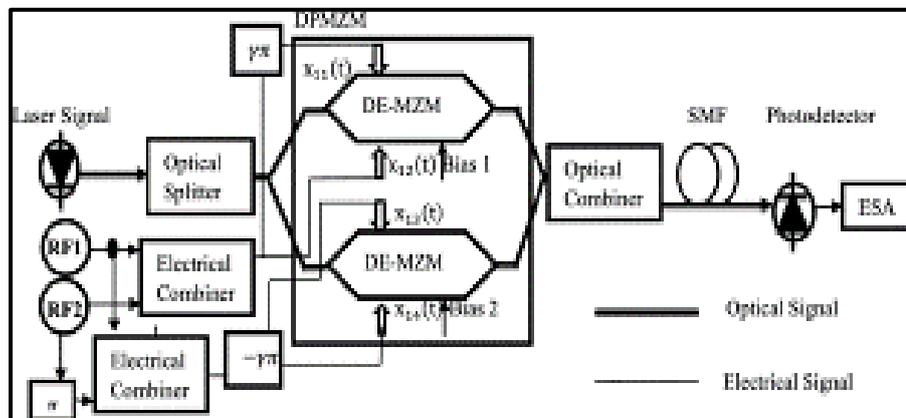 DPMZM
γπ
x₁₁(t)
DE-MZM
Laser Signal
SMF
Photodetector
Optical
Splitter
x₁₂(t) Bias 1
Optical
Combiner
ESA
RF1
Electrical
Combiner
DE-MZM
RF2
x₁₄(t) Bias 2
Optical Signal
Electrical
Combiner
-γπ
Electrical Signal
π